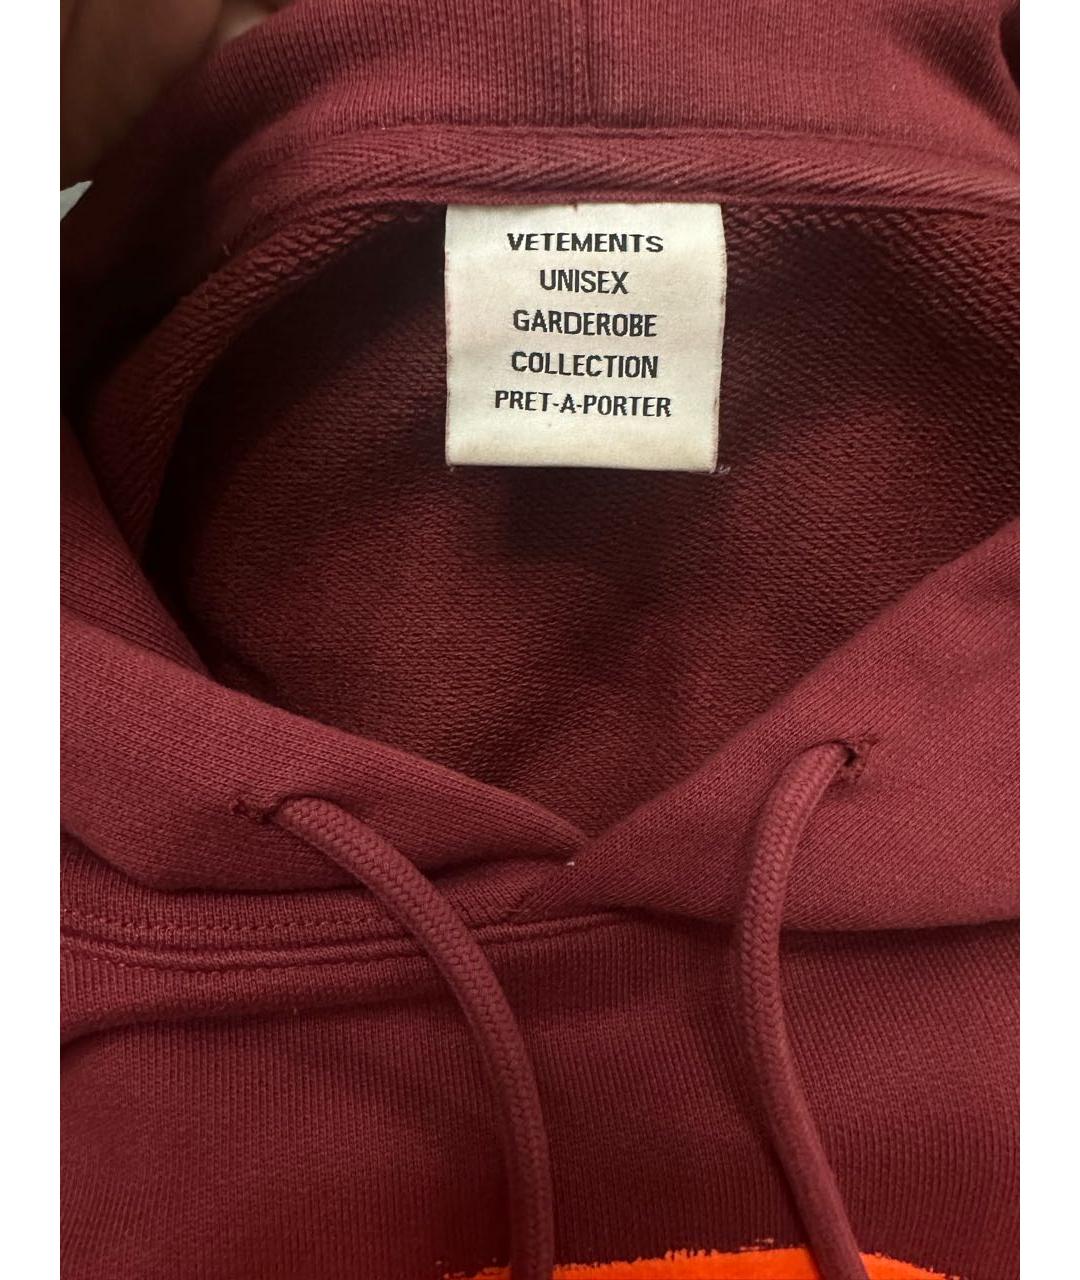 VETEMENTS
UNISEX
GARDEROBE
COLLECTION
PRET-A-PORTER